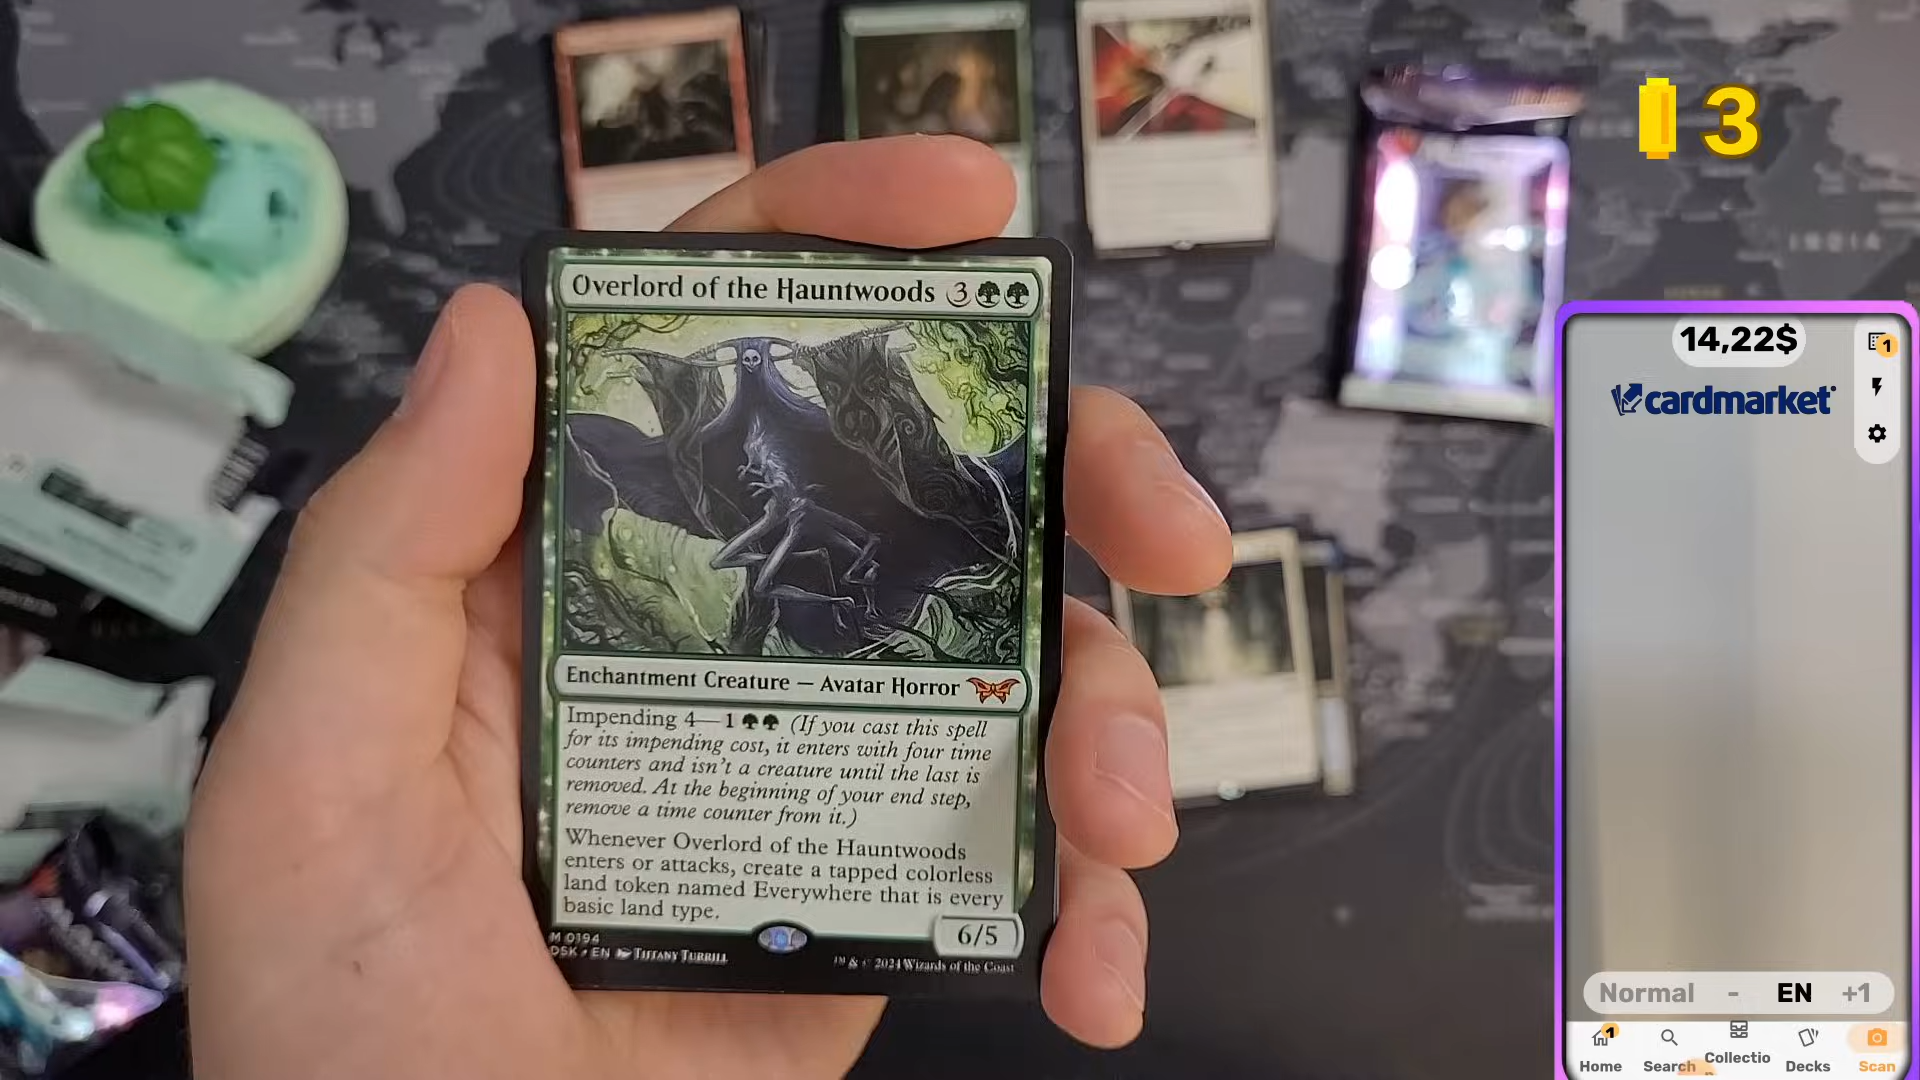 3
Overlord of the Hauntwoods 3
Enchantment Creature — Avatar Horror
Impending 4—1 (If you cast this spell
for its impending cost, it enters with four time
counters and isn't a creature until the last is
removed. At the beginning of your end step,
remove a time counter from it.)
Whenever Overlord of the Hauntwoods
enters or attacks, create a tapped colorless
land token named Everywhere that is every
basic land type.
6/5
M 0194
DSK • EN TIFFANY TURRILL
™ & © 2024 Wizards of the Coast
INDIA
14,22$
1
cardmarket
Normal - EN +1
1
Home Search Collectio Decks Scan